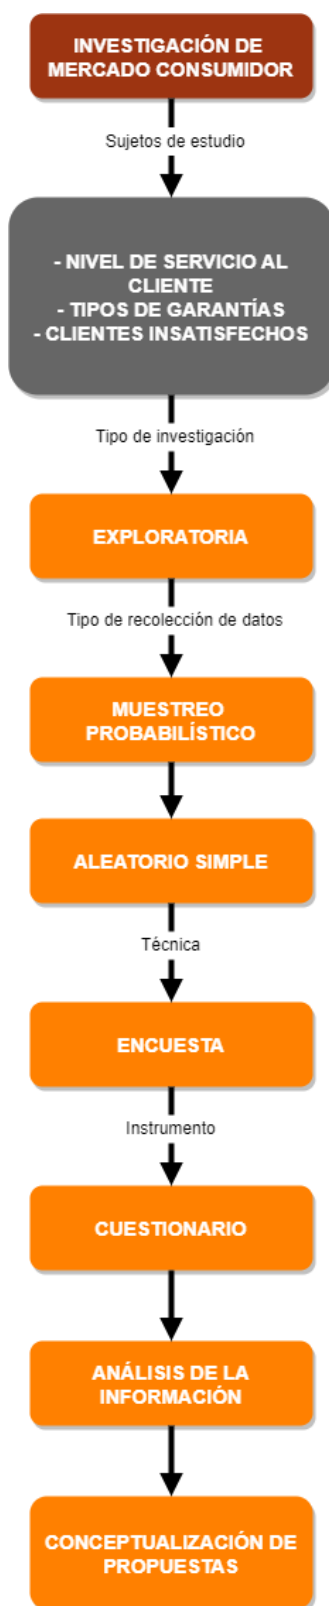 INVESTIGACIÓN DE
MERCADO CONSUMIDOR
Sujetos de estudio
- NIVEL DE SERVICIO AL
CLIENTE
- TIPOS DE GARANTÍAS
- CLIENTES INSATISFECHOS
Tipo de investigación
EXPLORATORIA
Tipo de recolección de datos
MUESTREO
PROBABILÍSTICO
ALEATORIO SIMPLE
Técnica
ENCUESTA
Instrumento
CUESTIONARIO
ANÁLISIS DE LA
INFORMACIÓN
CONCEPTUALIZACIÓN DE
PROPUESTAS